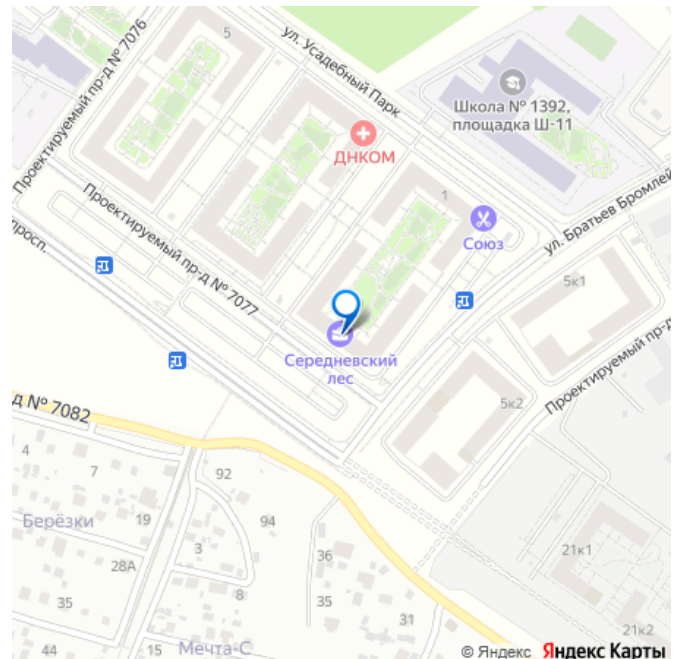 Проектируемый пр-д № 7076
5
ул. Усадебный Парк
Школа № 1392,
площадка Ш-11
ДНКОМ
Проектируемый пр-д № 7077
просп.
1
Союз
ул. Братьев Бромлей
5к1
Середневский
лес
Проектируемый пр-д
5к2
д № 7082
4
7
92
Берёзки
19
94
3
36
21к1
28А
8
35
35
31
21к2
44
15
Мечта-С
© Яндекс Яндекс Карты